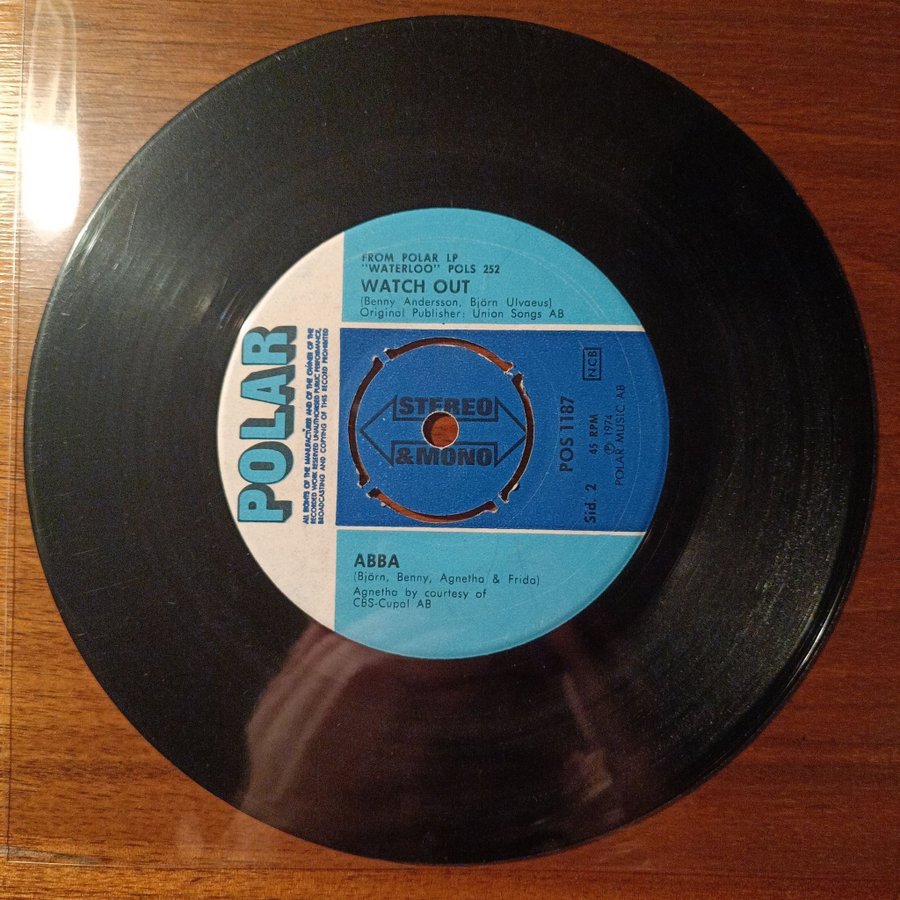 POLAR
ALL RIGHTS OF THE MANUFACTURER AND OF THE OWNER OF THE
RECORDED WORK RESERVED UNAUTHORISED PUBLIC PERFORMANCE,
BROADCASTING AND COPYING OF THIS RECORD PROHIBITED
FROM POLAR LP
"WATERLOO" POLS 252
WATCH OUT
(Benny Andersson, Björn Ulvaeus)
Original Publisher: Union Songs AB
STEREO
& MONO
NCB
POS 1187
45 RPM
Ⓟ 1974
POLAR MUSIC AB
Sid 2
ABBA
(Björn, Benny, Agnetha & Frida)
Agnetha by courtesy of
CBS-Cupol AB